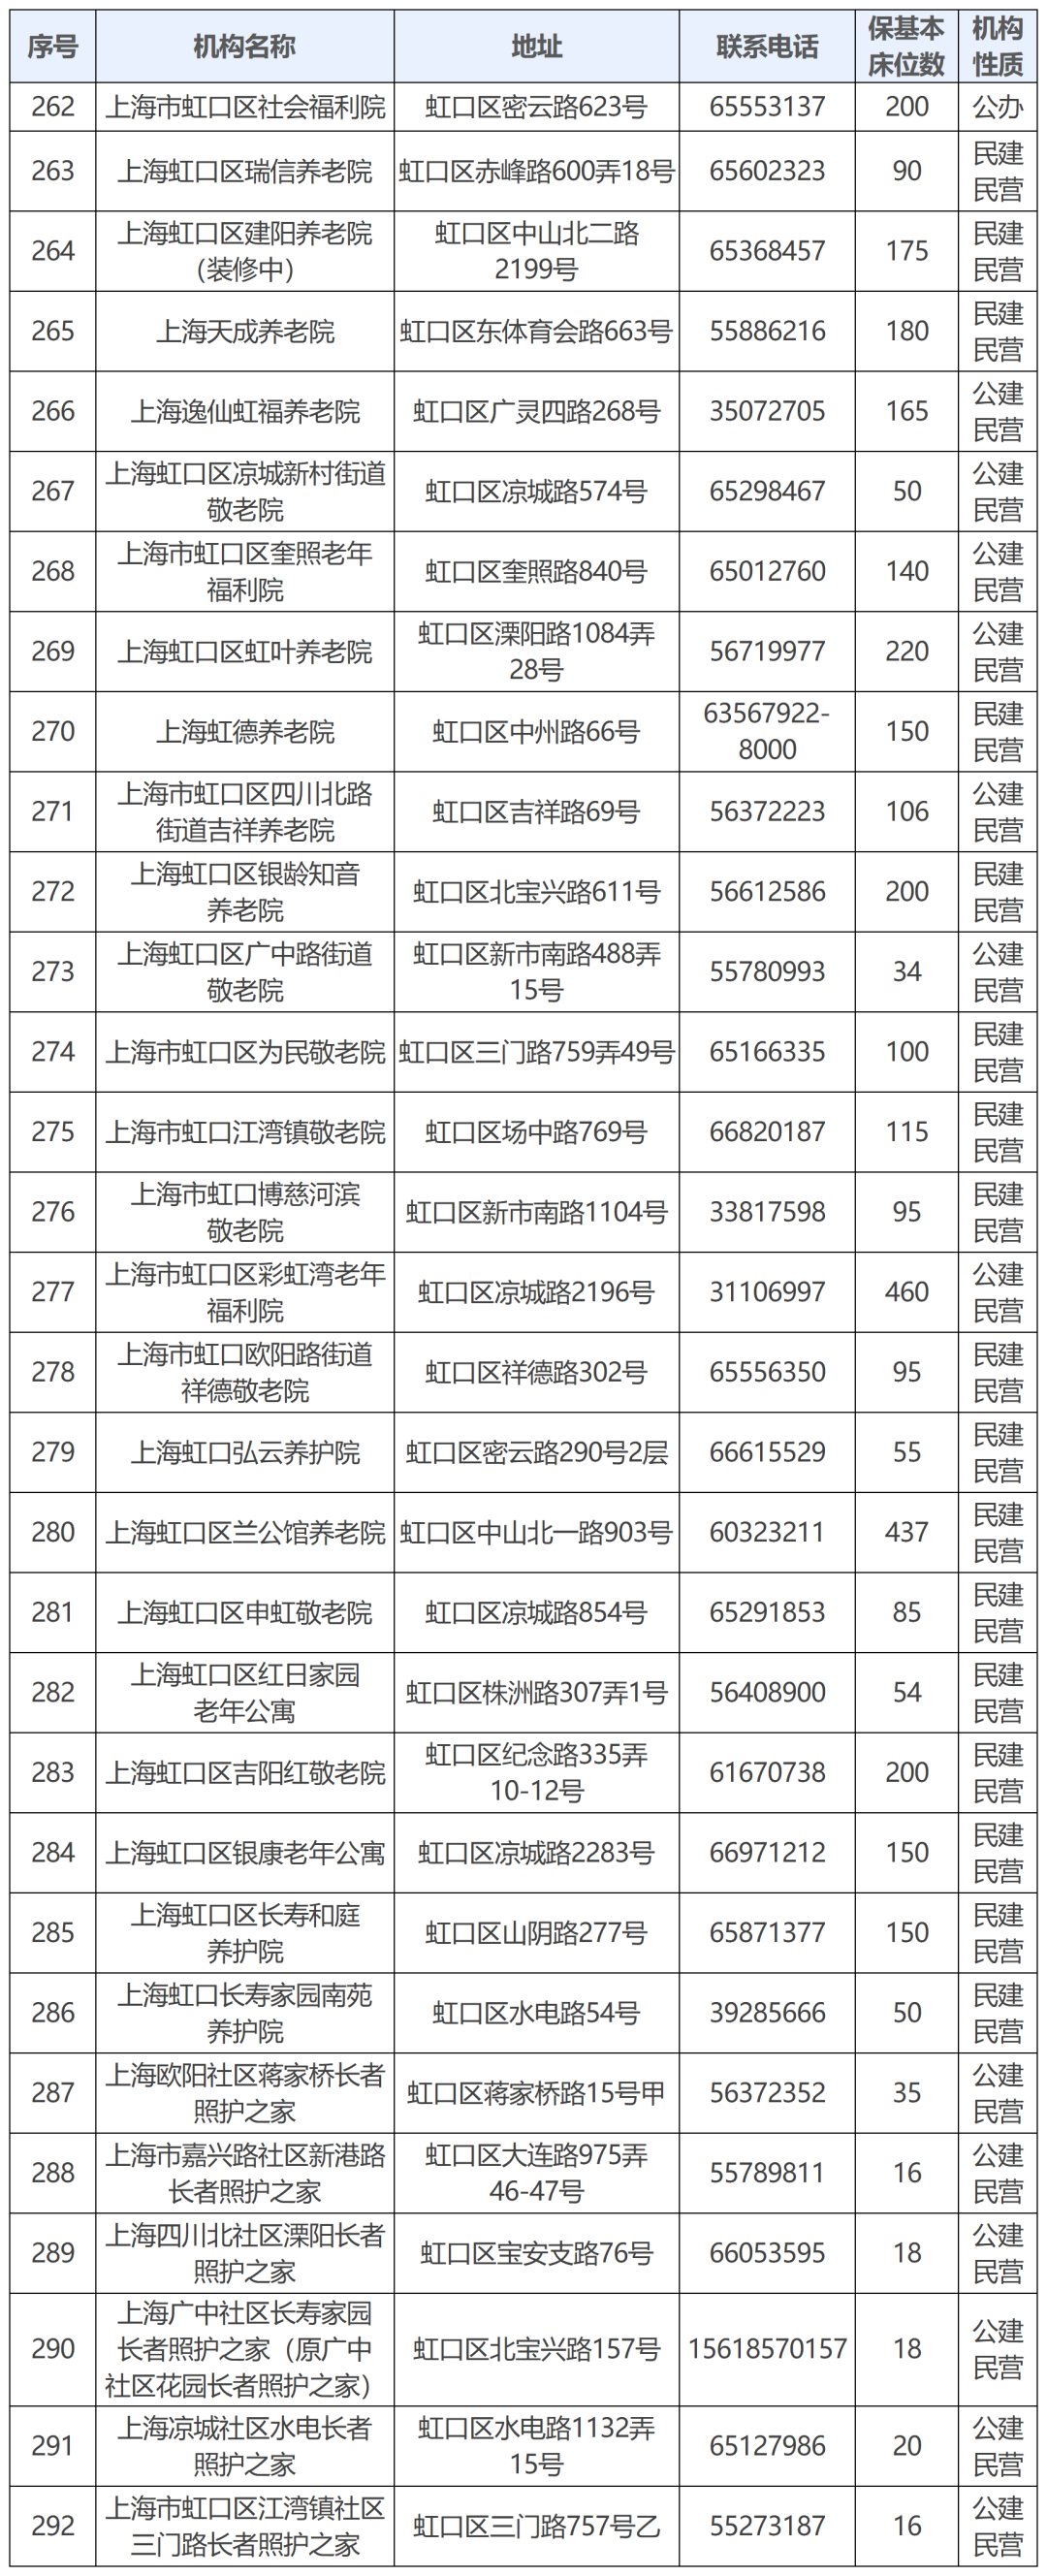 序号 机构名称 地址 联系电话 保基本床位数 机构性质
262 上海市虹口区社会福利院 虹口区密云路623号 65553137 200 公办
263 上海虹口区瑞信养老院 虹口区赤峰路600弄18号 65602323 90 民建民营
264 上海虹口区建阳养老院（装修中） 虹口区中山北二路2199号 65368457 175 民建民营
265 上海天成养老院 虹口区东体育会路663号 55886216 180 民建民营
266 上海逸仙虹福养老院 虹口区广灵四路268号 35072705 165 公建民营
267 上海虹口区凉城新村街道敬老院 虹口区凉城路574号 65298467 50 公建民营
268 上海市虹口区奎照老年福利院 虹口区奎照路840号 65012760 140 公建民营
269 上海虹口区虹叶养老院 虹口区溧阳路1084弄28号 56719977 220 公建民营
270 上海虹德养老院 虹口区中州路66号 63567922-8000 150 民建民营
271 上海市虹口区四川北路街道吉祥养老院 虹口区吉祥路69号 56372223 106 公建民营
272 上海虹口区银龄知音养老院 虹口区北宝兴路611号 56612586 200 民建民营
273 上海虹口区广中路街道敬老院 虹口区新市南路488弄15号 55780993 34 公建民营
274 上海市虹口区为民敬老院 虹口区三门路759弄49号 65166335 100 民建民营
275 上海市虹口江湾镇敬老院 虹口区场中路769号 66820187 115 民建民营
276 上海市虹口博慈河滨敬老院 虹口区新市南路1104号 33817598 95 民建民营
277 上海市虹口区彩虹湾老年福利院 虹口区凉城路2196号 31106997 460 公建民营
278 上海市虹口欧阳路街道祥德敬老院 虹口区祥德路302号 65556350 95 民建民营
279 上海虹口弘云养护院 虹口区密云路290号2层 66615529 55 民建民营
280 上海虹口区兰公馆养老院 虹口区中山北一路903号 60323211 437 民建民营
281 上海虹口区申虹敬老院 虹口区凉城路854号 65291853 85 民建民营
282 上海虹口区红日家园老年公寓 虹口区株洲路307弄1号 56408900 54 民建民营
283 上海虹口区吉阳红敬老院 虹口区纪念路335弄10-12号 61670738 200 民建民营
284 上海虹口区银康老年公寓 虹口区凉城路2283号 66971212 150 民建民营
285 上海虹口区长寿和庭养护院 虹口区山阴路277号 65871377 150 民建民营
286 上海虹口长寿家园南苑养护院 虹口区水电路54号 39285666 50 民建民营
287 上海欧阳社区蒋家桥长者照护之家 虹口区蒋家桥路15号甲 56372352 35 公建民营
288 上海市嘉兴路社区新港路长者照护之家 虹口区大连路975弄46-47号 55789811 16 公建民营
289 上海四川北社区溧阳长者照护之家 虹口区宝安支路76号 66053595 18 公建民营
290 上海广中社区长寿家园长者照护之家（原广中社区花园长者照护之家） 虹口区北宝兴路157号 15618570157 18 公建民营
291 上海凉城社区水电长者照护之家 虹口区水电路1132弄15号 65127986 20 公建民营
292 上海市虹口区江湾镇社区三门路长者照护之家 虹口区三门路757号乙 55273187 16 公建民营